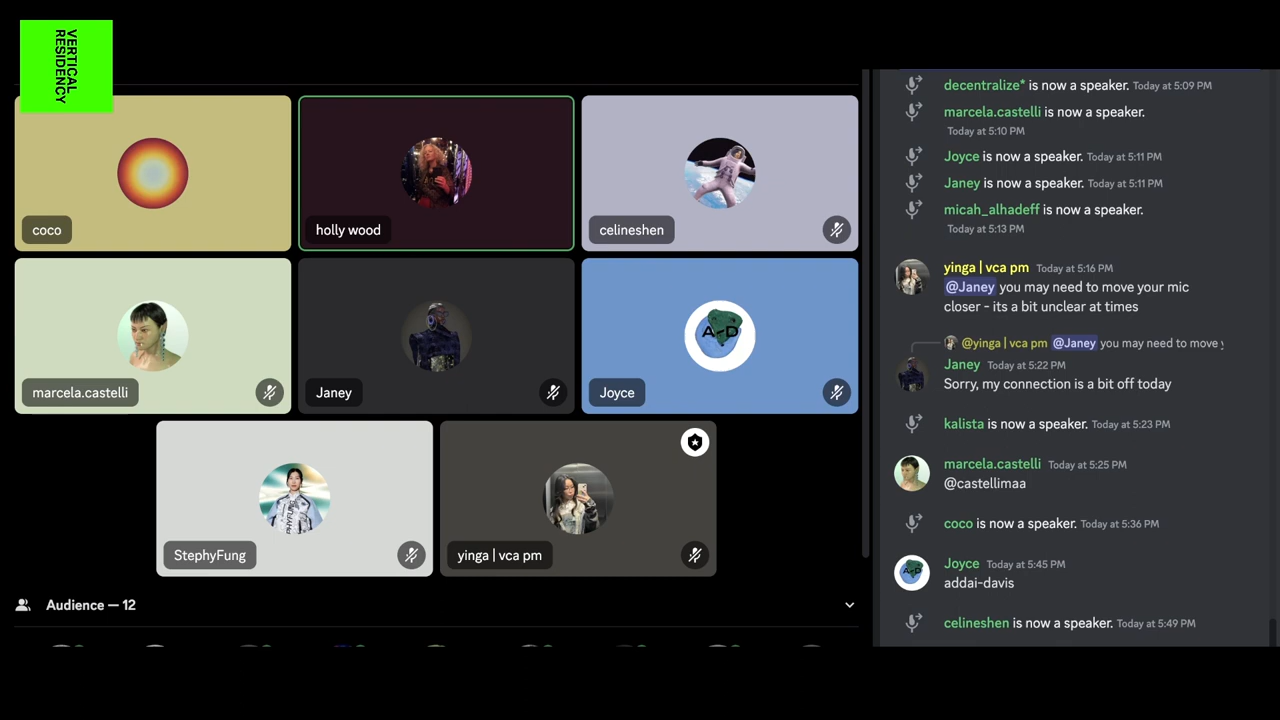 VERTICAL
RESIDENCY
coco
holly wood
celineshen
marcela.castelli
Janey
A-D
Joyce
StephyFung
yinga | vca pm
Audience — 12
decentralize* is now a speaker. Today at 5:09 PM
marcela.castelli is now a speaker.
Today at 5:10 PM
Joyce is now a speaker. Today at 5:11 PM
Janey is now a speaker. Today at 5:11 PM
micah_alhadeff is now a speaker.
Today at 5:13 PM
yinga | vca pm Today at 5:16 PM
@Janey you may need to move your mic
closer - its a bit unclear at times
@yinga | vca pm @Janey you may need to move
Janey Today at 5:22 PM
Sorry, my connection is a bit off today
kalista is now a speaker. Today at 5:23 PM
marcela.castelli Today at 5:25 PM
@castellimaa
coco is now a speaker. Today at 5:36 PM
A-D
Joyce Today at 5:45 PM
addai-davis
celineshen is now a speaker. Today at 5:49 PM